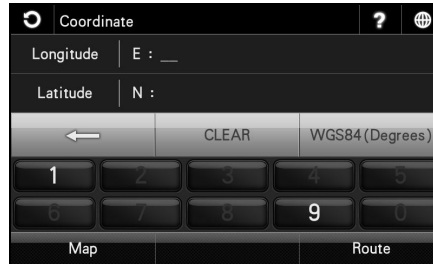 Coordinate ?
Longitude E : __
Latitude N :
← CLEAR WGS84(Degrees)
1 2 3 4 5
6 7 8 9 0
Map Route